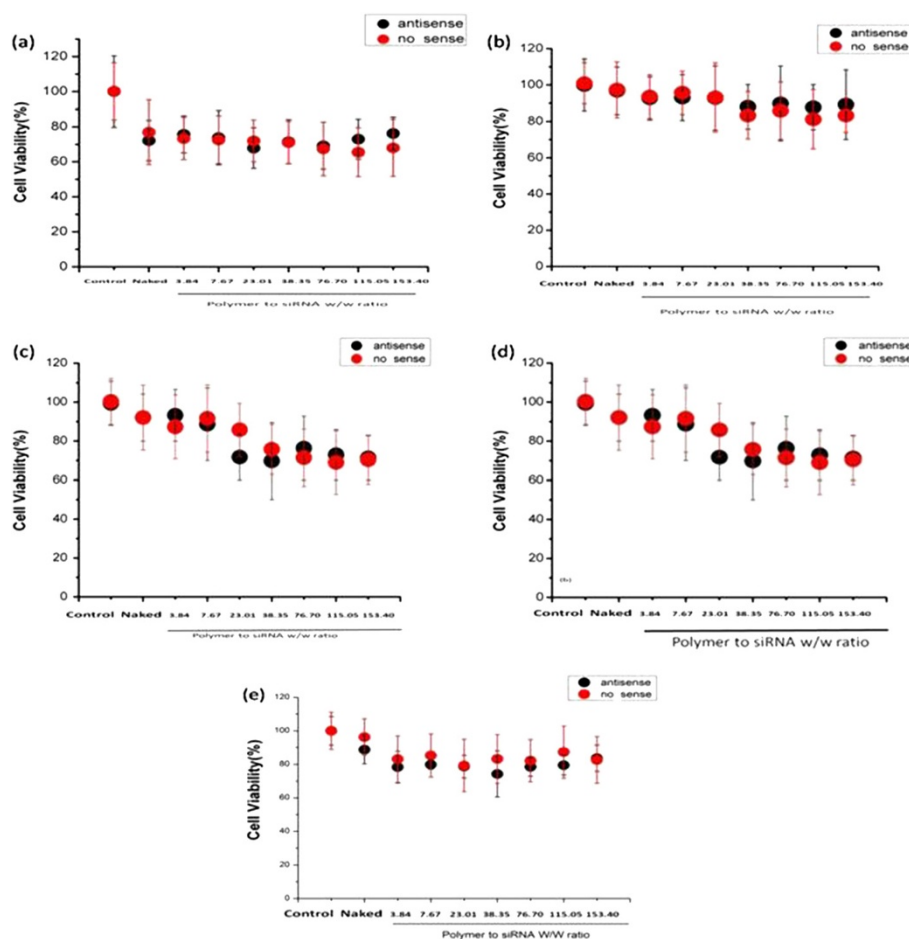 (a)
antisense
no sense
Cell Viability(%)
120
100
80
60
40
20
0
Control Naked 3.84 7.67 23.01 38.35 76.70 115.05 153.40
Polymer to siRNA w/w ratio
(b)
antisense
no sense
Cell Viability(%)
120
100
80
60
40
20
0
Control Naked 3.84 7.67 23.01 38.35 76.70 115.05 153.40
Polymer to siRNA w/w ratio
(c)
antisense
no sense
Cell Viability(%)
120
100
80
60
40
20
0
Control Naked 3.84 7.67 23.01 38.35 76.70 115.05 153.40
Polymer to siRNA w/w ratio
(d)
antisense
no sense
Cell Viability(%)
120
100
80
60
40
20
0
Control Naked 3.84 7.67 23.01 38.35 76.70 115.05 153.40
Polymer to siRNA w/w ratio
(e)
antisense
no sense
Cell Viability(%)
120
100
80
60
40
20
0
Control Naked 3.84 7.67 23.01 38.35 76.70 115.05 153.40
Polymer to siRNA W/W ratio